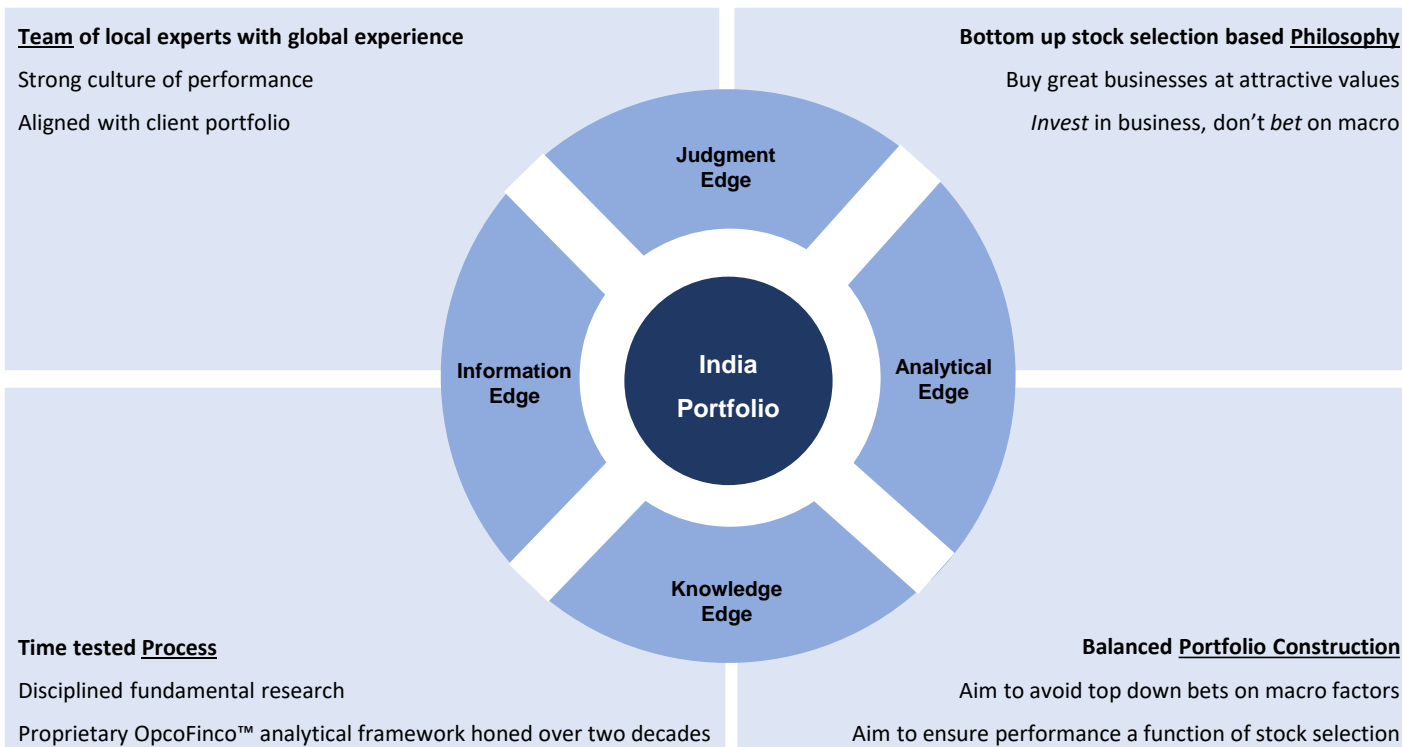 Team of local experts with global experience
Strong culture of performance
Aligned with client portfolio
Bottom up stock selection based Philosophy
Buy great businesses at attractive values
Invest in business, don’t bet on macro
Judgment
Edge
Information
Edge
India
Portfolio
Analytical
Edge
Knowledge
Edge
Time tested Process
Disciplined fundamental research
Proprietary OpcoFinco™ analytical framework honed over two decades
Balanced Portfolio Construction
Aim to avoid top down bets on macro factors
Aim to ensure performance a function of stock selection